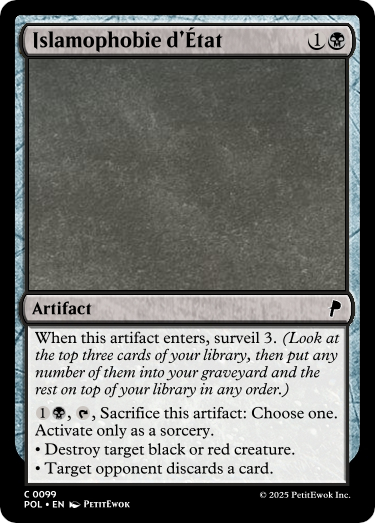 Islamophobie d'État
1
Artifact
When this artifact enters, surveil 3. (Look at
the top three cards of your library, then put any
number of them into your graveyard and the
rest on top of your library in any order.)
1 , , Sacrifice this artifact: Choose one.
Activate only as a sorcery.
• Destroy target black or red creature.
• Target opponent discards a card.
C 0099
POL • EN PetitEwok
© 2025 PetitEwok Inc.